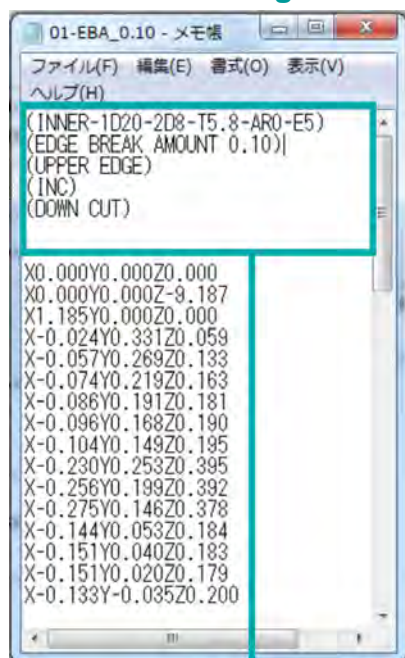 01-EBA_0.10 - メモ帳
ファイル(F) 編集(E) 書式(O) 表示(V)
ヘルプ(H)
(INNER-1D20-2D8-T5.8-AR0-E5)
(EDGE BREAK AMOUNT 0.10)
(UPPER EDGE)
(INC)
(DOWN CUT)
X0.000Y0.000Z0.000
X0.000Y0.000Z-9.187
X1.185Y0.000Z0.000
X-0.024Y0.331Z0.059
X-0.057Y0.269Z0.133
X-0.074Y0.219Z0.163
X-0.086Y0.191Z0.181
X-0.096Y0.168Z0.190
X-0.104Y0.149Z0.195
X-0.230Y0.253Z0.395
X-0.256Y0.199Z0.392
X-0.275Y0.146Z0.378
X-0.144Y0.053Z0.184
X-0.151Y0.040Z0.183
X-0.151Y0.020Z0.179
X-0.133Y-0.035Z0.200